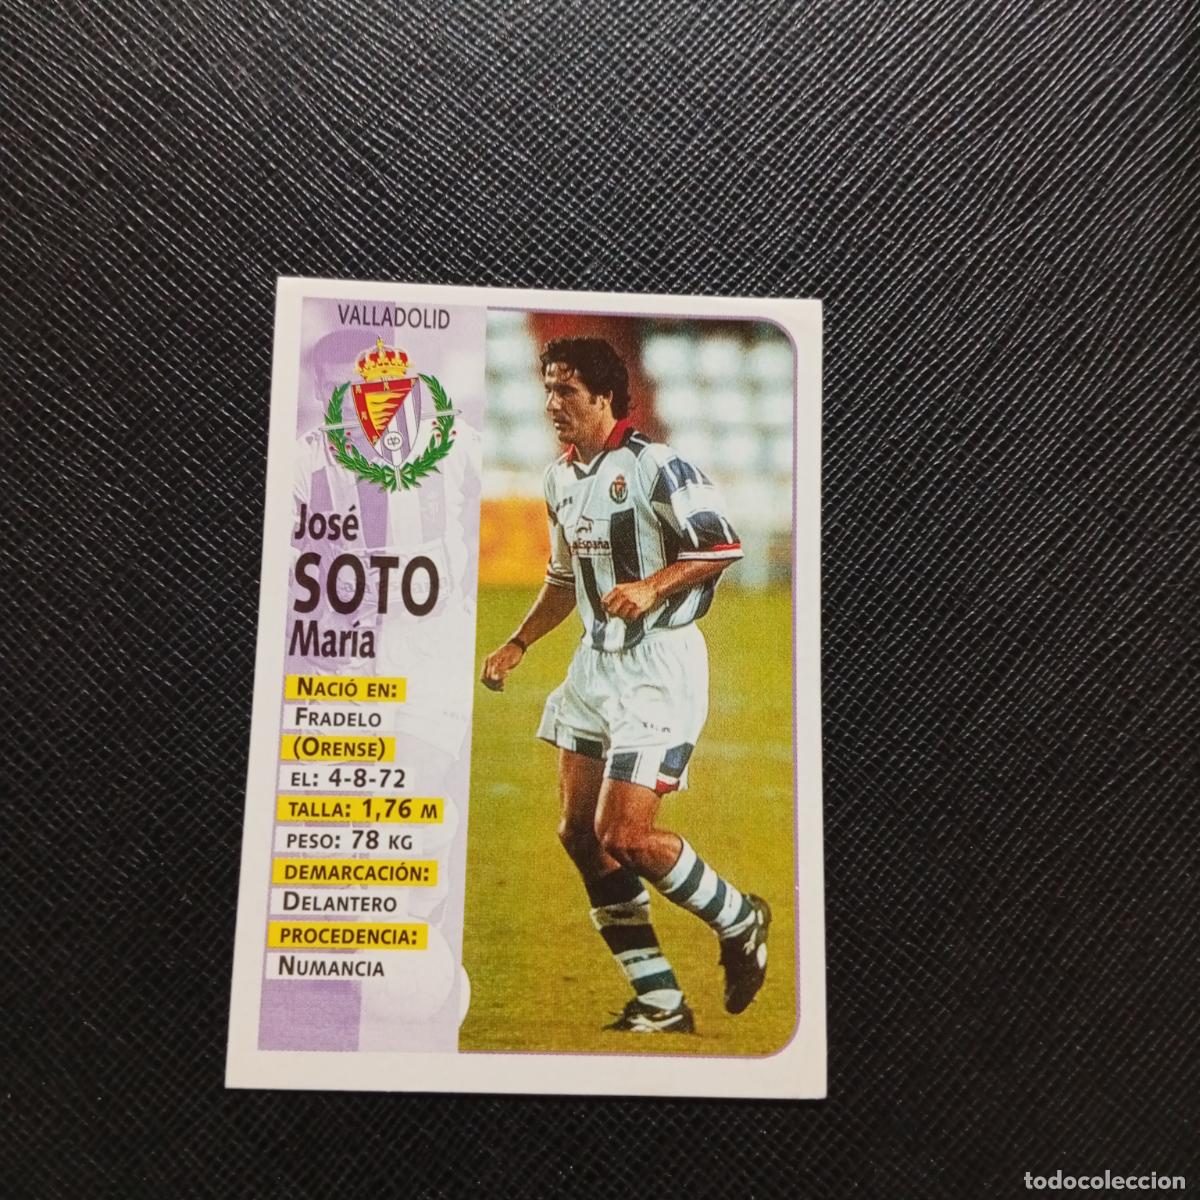 VALLADOLID
José
SOTO
María
NACIÓ EN:
FRADELO
(ORENSE)
EL: 4-8-72
TALLA: 1,76 M
PESO: 78 KG
DEMARCACIÓN:
DELANTERO
PROCEDENCIA:
NUMANCIA
España
todocoleccion